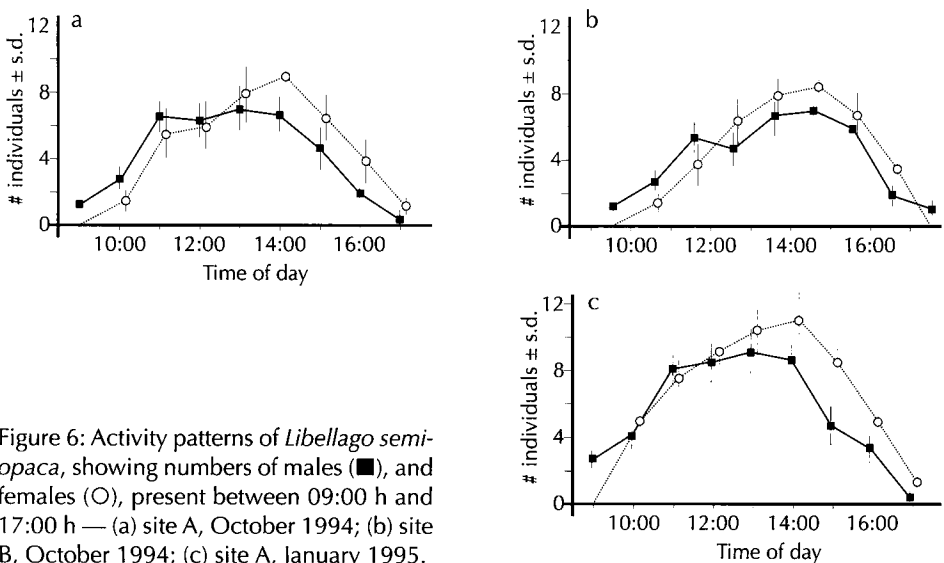 a
12
8
4
0
# individuals ± s.d.
10:00 12:00 14:00 16:00
Time of day
b
12
8
4
0
# individuals ± s.d.
10:00 12:00 14:00 16:00
c
12
8
4
0
# individuals ± s.d.
10:00 12:00 14:00 16:00
Time of day
Figure 6: Activity patterns of Libellago semi-
opaca, showing numbers of males (■), and
females (○), present between 09:00 h and
17:00 h — (a) site A, October 1994; (b) site
B, October 1994; (c) site A, January 1995.